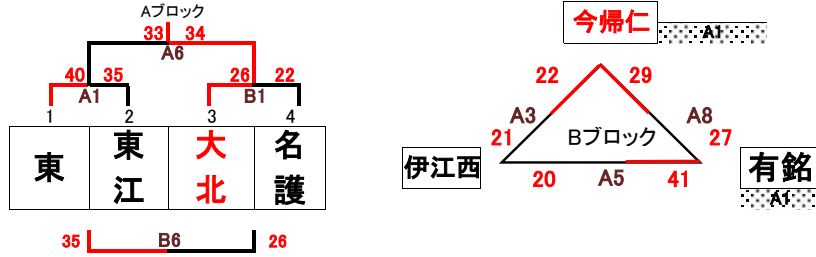 Aブロック
33 34
A6
40 35
A1
26 22
B1
1 2 3 4
東
東江
大北
名護
35 B6 26
今帰仁
A1
22 29
A3
A8
21
Bブロック
27
伊江西
有銘
20 A5 41
A1